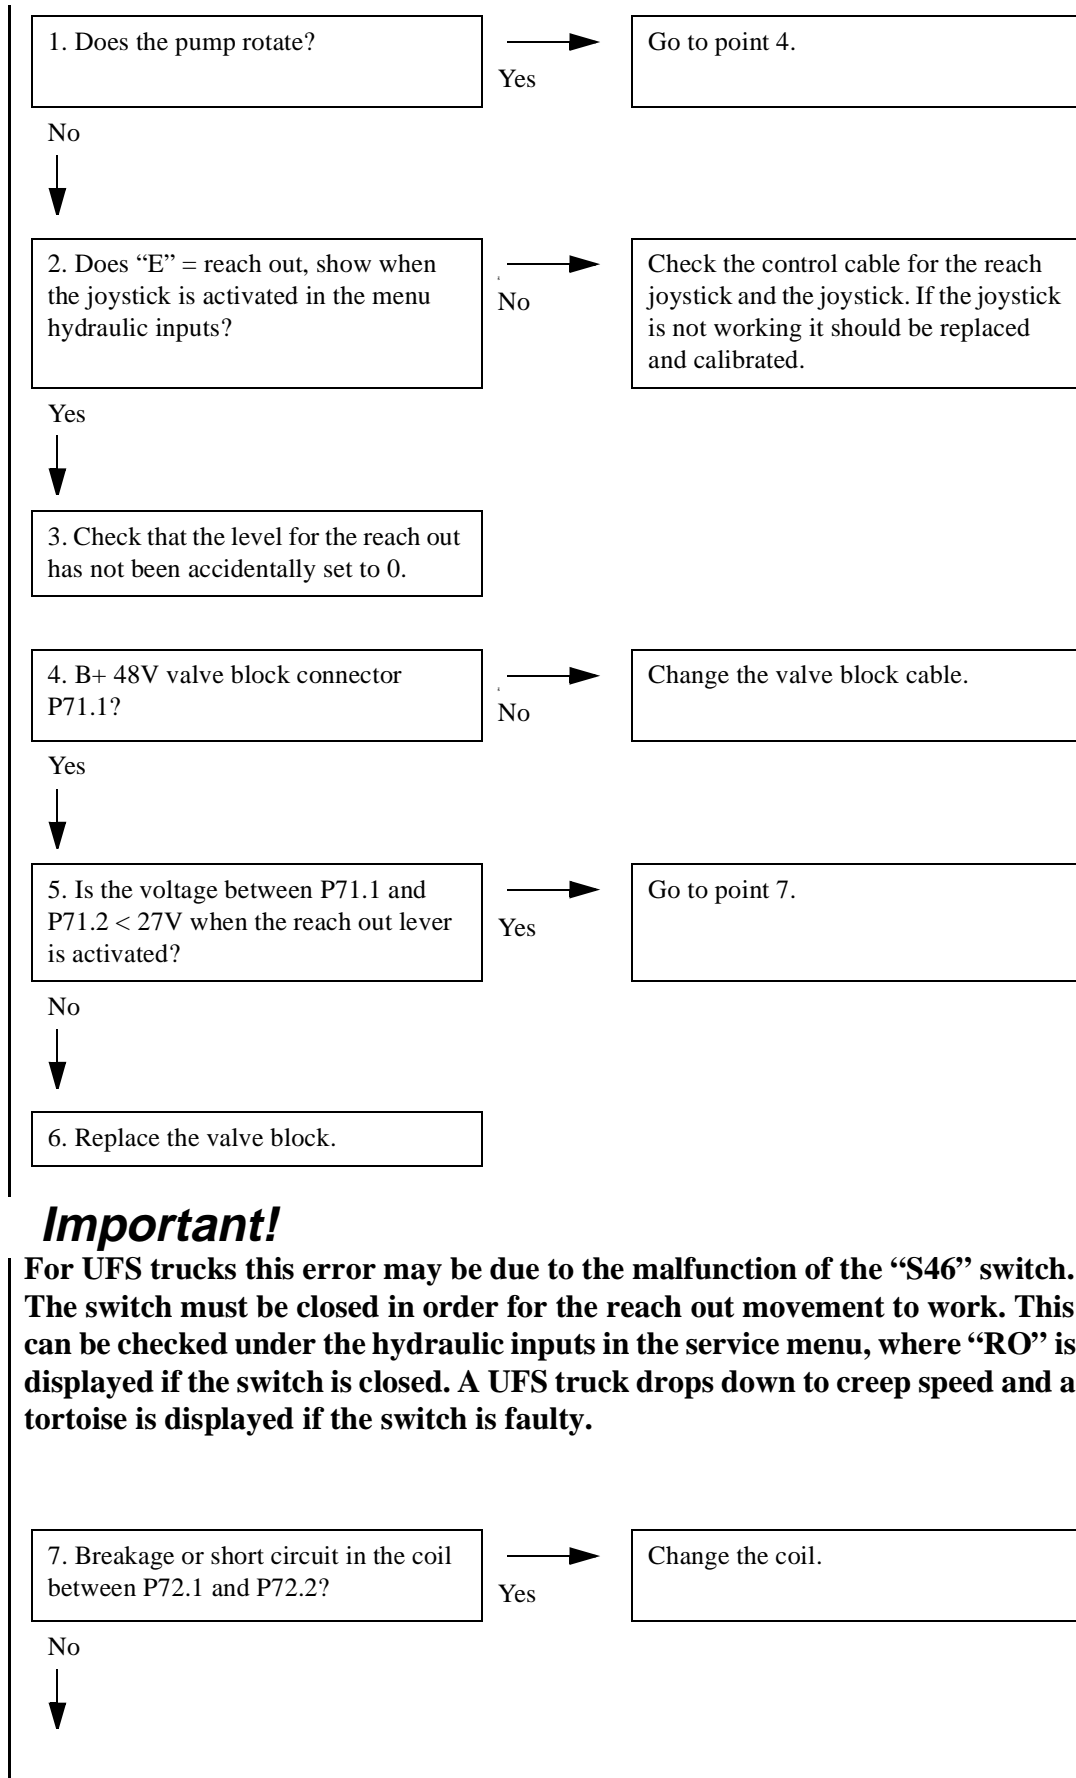 1. Does the pump rotate?
Yes
Go to point 4.
No
2. Does “E” = reach out, show when
the joystick is activated in the menu
hydraulic inputs?
No
Check the control cable for the reach
joystick and the joystick. If the joystick
is not working it should be replaced
and calibrated.
Yes
3. Check that the level for the reach out
has not been accidentally set to 0.
4. B+ 48V valve block connector
P71.1?
No
Change the valve block cable.
Yes
5. Is the voltage between P71.1 and
P71.2 < 27V when the reach out lever
is activated?
Yes
Go to point 7.
No
6. Replace the valve block.
Important!
For UFS trucks this error may be due to the malfunction of the “S46” switch.
The switch must be closed in order for the reach out movement to work. This
can be checked under the hydraulic inputs in the service menu, where “RO” is
displayed if the switch is closed. A UFS truck drops down to creep speed and a
tortoise is displayed if the switch is faulty.
7. Breakage or short circuit in the coil
between P72.1 and P72.2?
Yes
Change the coil.
No